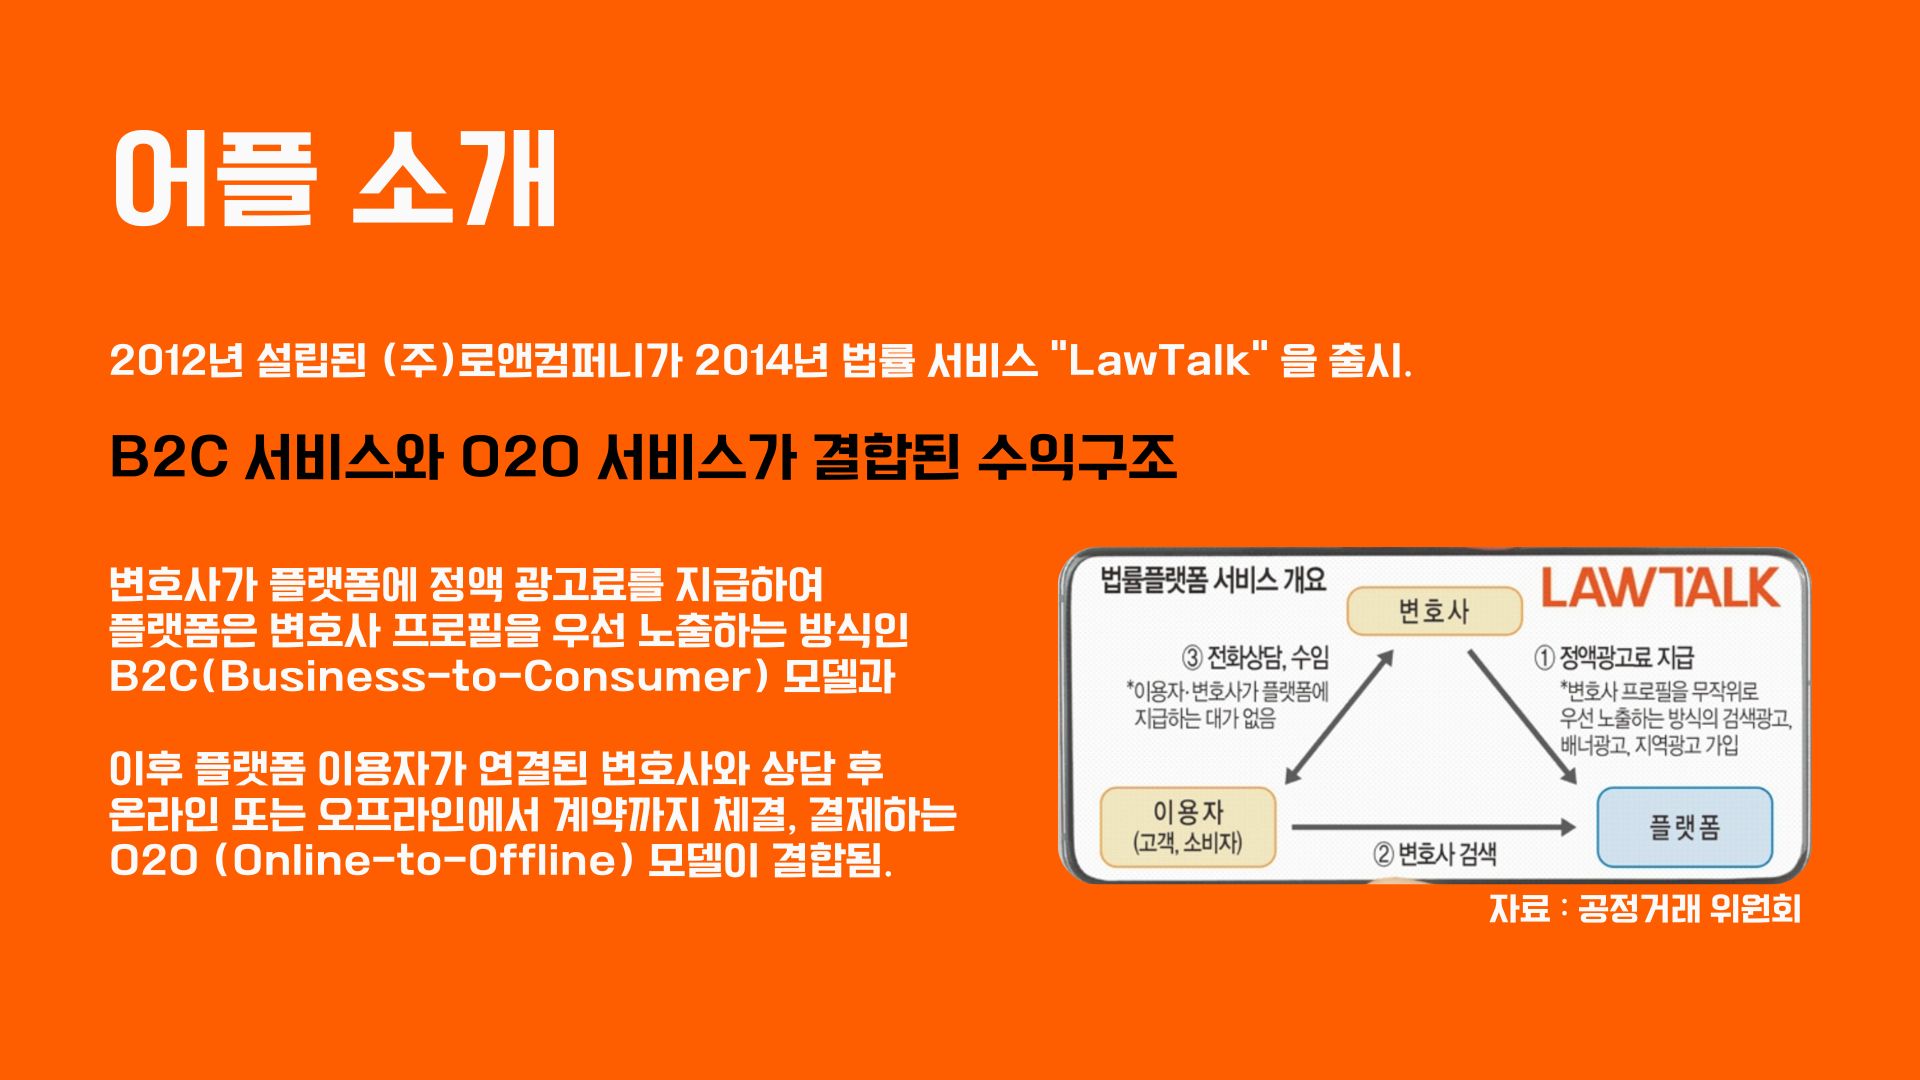 어플 소개
2012년 설립된 (주)로앤컴퍼니가 2014년 법률 서비스 "LawTalk" 을 출시.
B2C 서비스와 O2O 서비스가 결합된 수익구조
변호사가 플랫폼에 정액 광고료를 지급하여
플랫폼은 변호사 프로필을 우선 노출하는 방식인
B2C(Business-to-Consumer) 모델과
이후 플랫폼 이용자가 연결된 변호사와 상담 후
온라인 또는 오프라인에서 계약까지 체결, 결제하는
O2O (Online-to-Offline) 모델이 결합됨.
법률플랫폼 서비스 개요
LAWTALK
변호사
③ 전화상담, 수임
*이용자·변호사가 플랫폼에
지급하는 대가 없음
① 정액광고료 지급
*변호사 프로필을 무작위로
우선 노출하는 방식의 검색광고,
배너광고, 지역광고 가입
이용자
(고객, 소비자)
② 변호사 검색
플랫폼
자료 : 공정거래 위원회